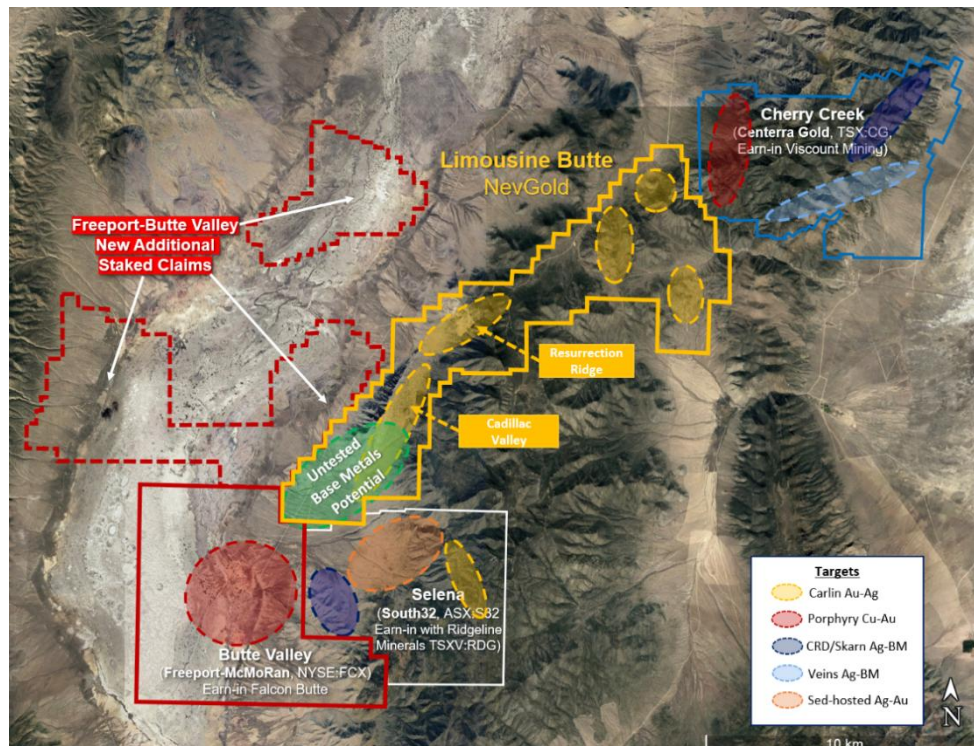 Cherry Creek
(Centerra Gold, TSX:CG,
Earn-in Viscount Mining)
Limousine Butte
NevGold
Freeport-Butte Valley
New Additional
Staked Claims
Resurrection
Ridge
Cadillac
Valley
Untested
Base Metals
Potential
Selena
(South32, ASX:S32
Earn-in with Ridgeline
Minerals TSXV:RDG)
Butte Valley
(Freeport-McMoRan, NYSE:FCX)
Earn-in Falcon Butte
Targets
Carlin Au-Ag
Porphyry Cu-Au
CRD/Skarn Ag-BM
Veins Ag-BM
Sed-hosted Ag-Au
N
10 km